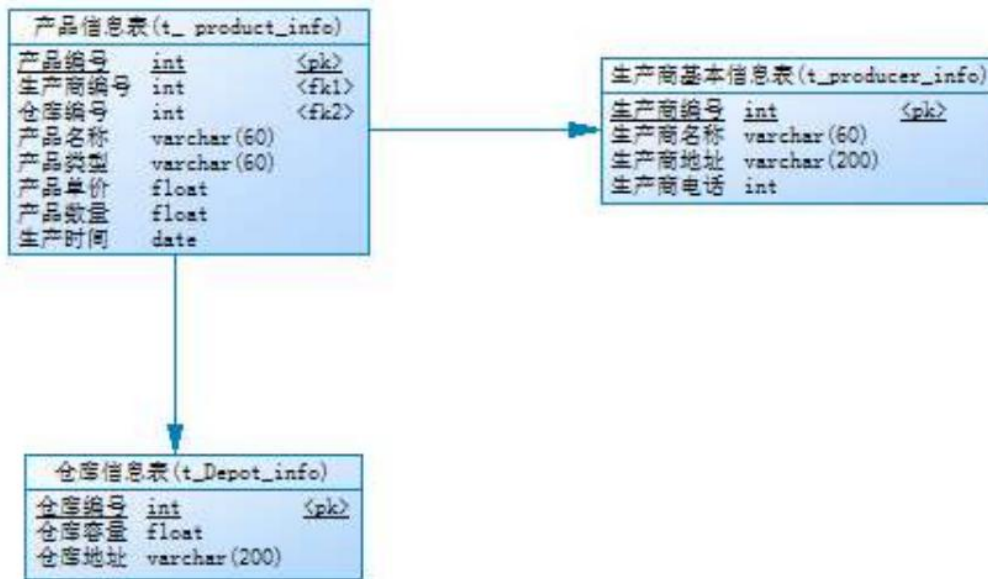 产品信息表(t_ product_info)
产品编号 int <pk>
生产商编号 int <fk1>
仓库编号 int <fk2>
产品名称 varchar(60)
产品类型 varchar(60)
产品单价 float
产品数量 float
生产时间 date
生产商基本信息表(t_producer_info)
生产商编号 int <pk>
生产商名称 varchar(60)
生产商地址 varchar(200)
生产商电话 int
仓库信息表(t_Depot_info)
仓库编号 int <pk>
仓库容量 float
仓库地址 varchar(200)